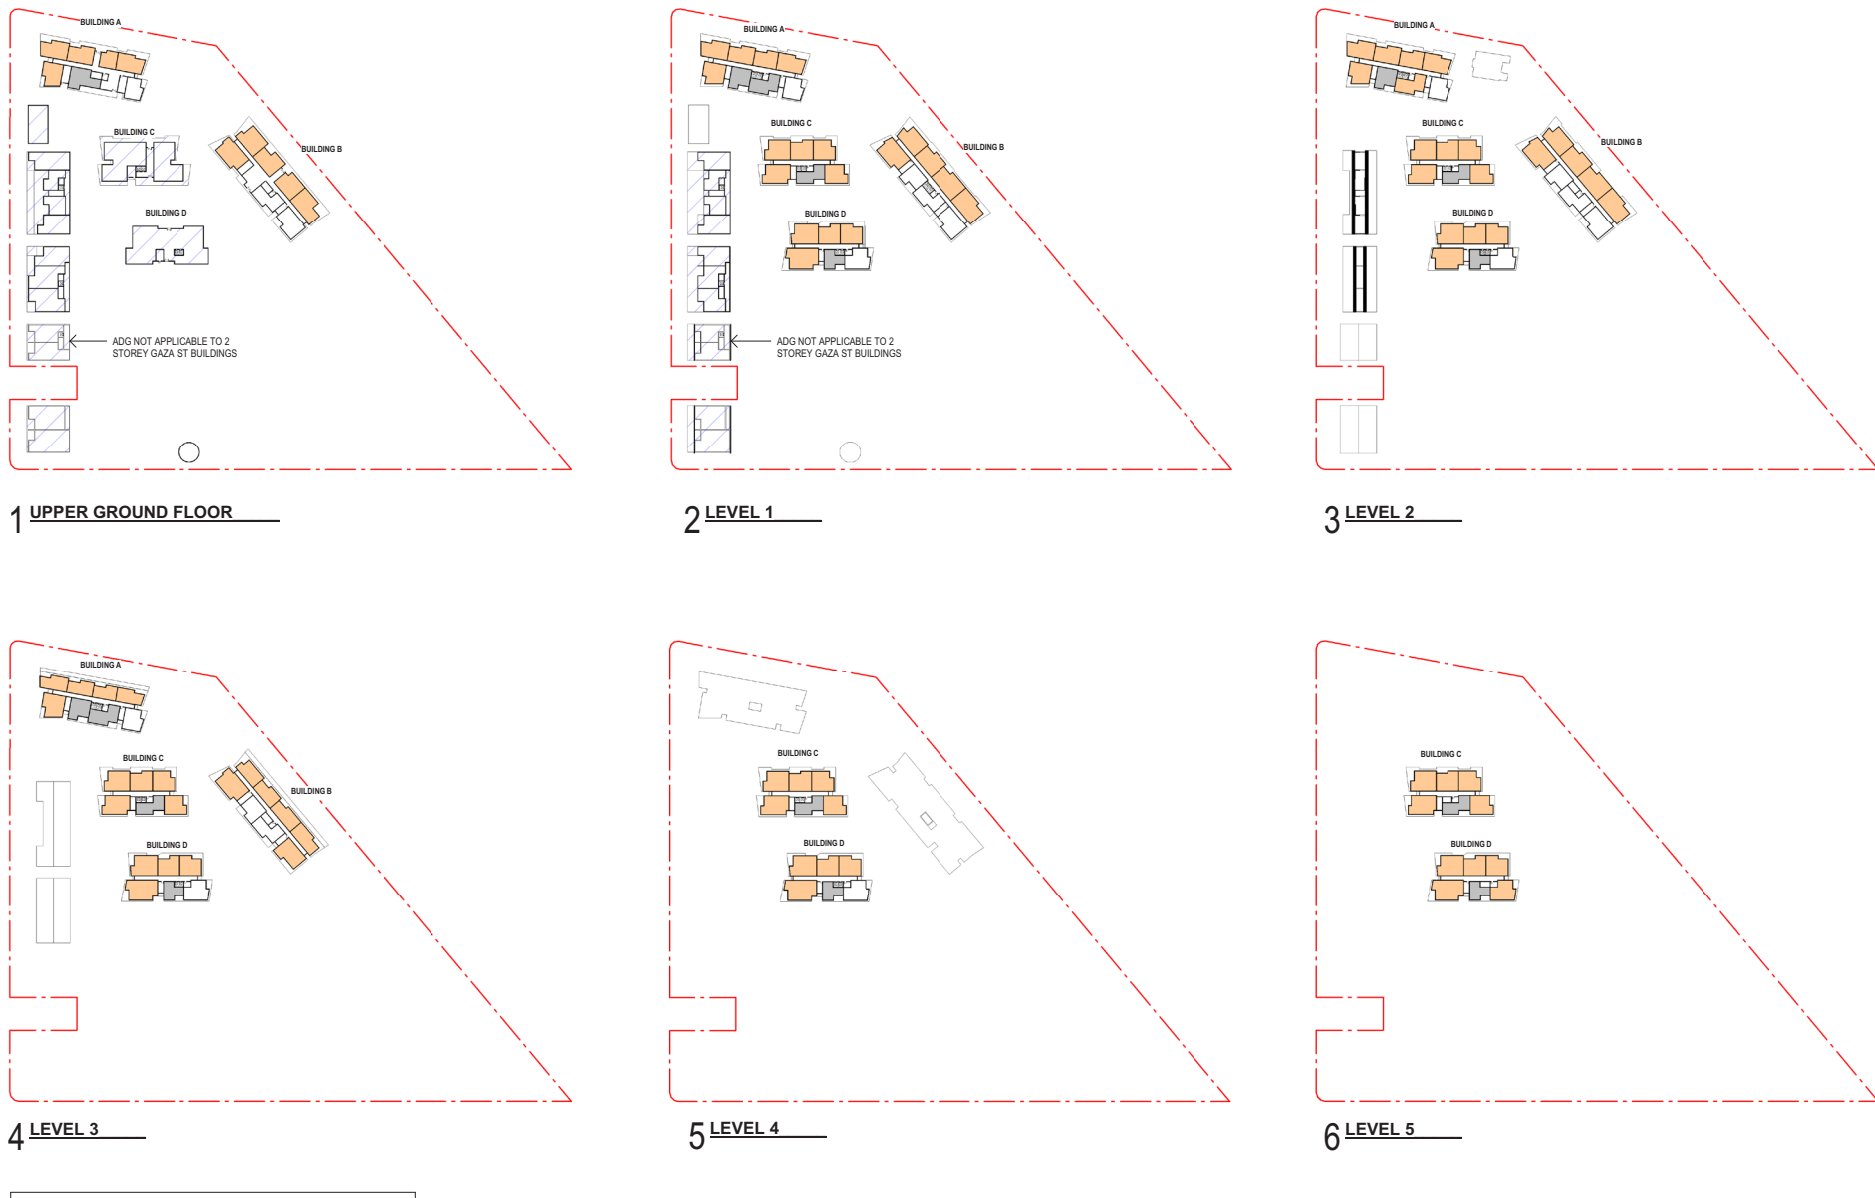 BUILDING A
BUILDING C
BUILDING B
BUILDING D
ADG NOT APPLICABLE TO 2
STOREY GAZA ST BUILDINGS
1 UPPER GROUND FLOOR
BUILDING A
BUILDING C
BUILDING B
BUILDING D
ADG NOT APPLICABLE TO 2
STOREY GAZA ST BUILDINGS
2 LEVEL 1
BUILDING A
BUILDING C
BUILDING B
BUILDING D
3 LEVEL 2
BUILDING A
BUILDING C
BUILDING B
BUILDING D
4 LEVEL 3
BUILDING C
BUILDING D
5 LEVEL 4
BUILDING C
BUILDING D
6 LEVEL 5